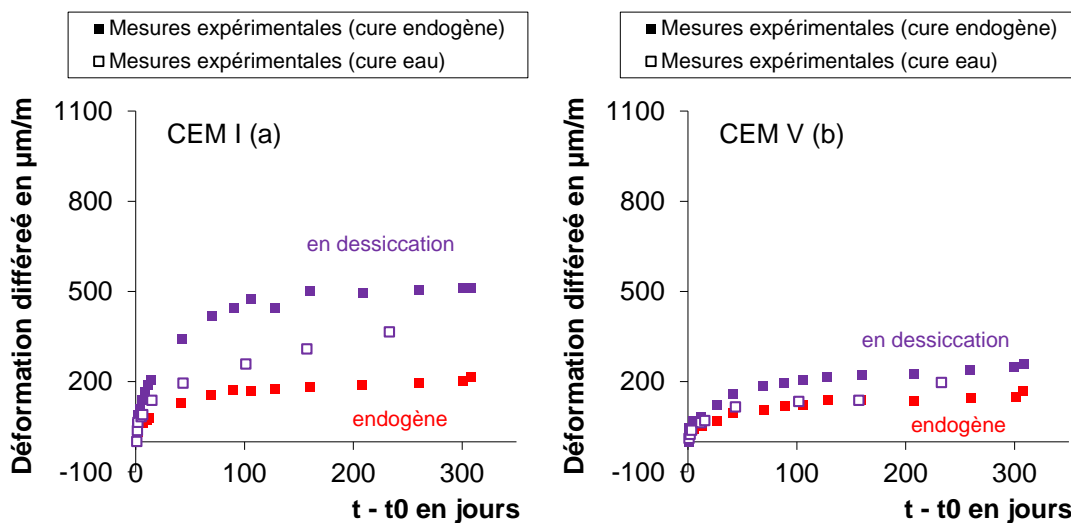 Mesures expérimentales (cure endogène)
Mesures expérimentales (cure eau)
Déformation différeé en µm/m
1100
800
500
200
-100
CEM I (a)
en dessiccation
endogène
0
100
200
300
t - t0 en jours
Mesures expérimentales (cure endogène)
Mesures expérimentales (cure eau)
Déformation différeé en µm/m
1100
800
500
200
-100
CEM V (b)
en dessiccation
endogène
0
100
200
300
t - t0 en jours